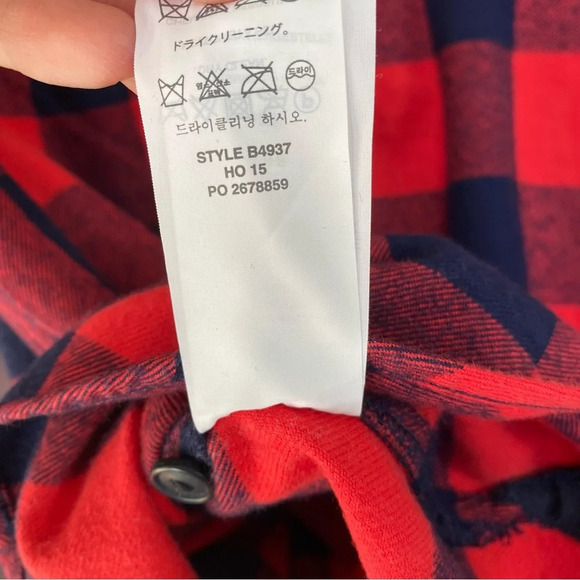 ドライクリーニング。
드라이
드라이클리닝 하시오.
STYLE B4937
HO 15
PO 2678859